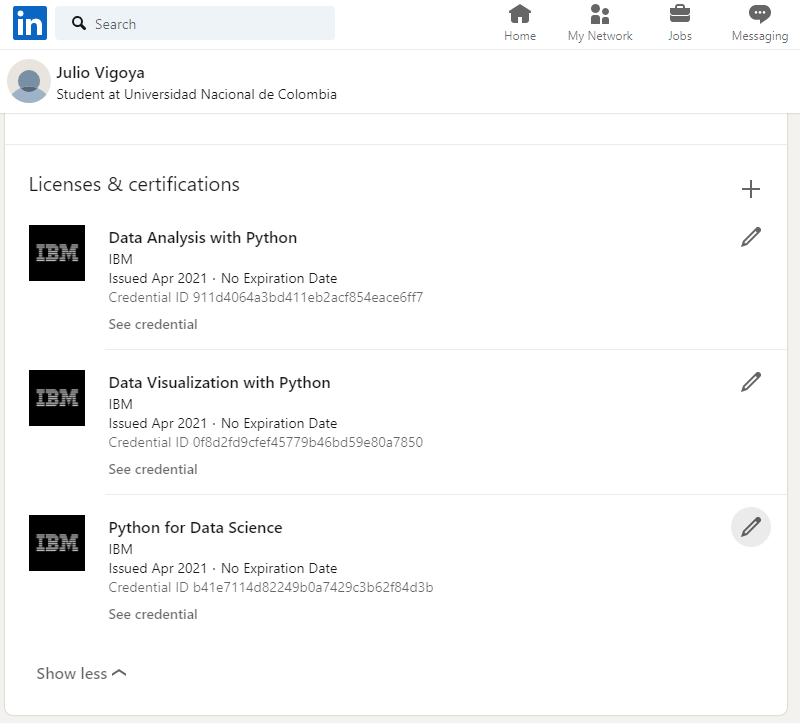 in
Search
Home
My Network
Jobs
Messaging
Julio Vigoya
Student at Universidad Nacional de Colombia
Licenses & certifications
IBM
Data Analysis with Python
IBM
Issued Apr 2021 · No Expiration Date
Credential ID 911d4064a3bd411eb2acf854eace6ff7
See credential
IBM
Data Visualization with Python
IBM
Issued Apr 2021 · No Expiration Date
Credential ID 0f8d2fd9cfef45779b46bd59e80a7850
See credential
IBM
Python for Data Science
IBM
Issued Apr 2021 · No Expiration Date
Credential ID b41e7114d82249b0a7429c3b62f84d3b
See credential
Show less